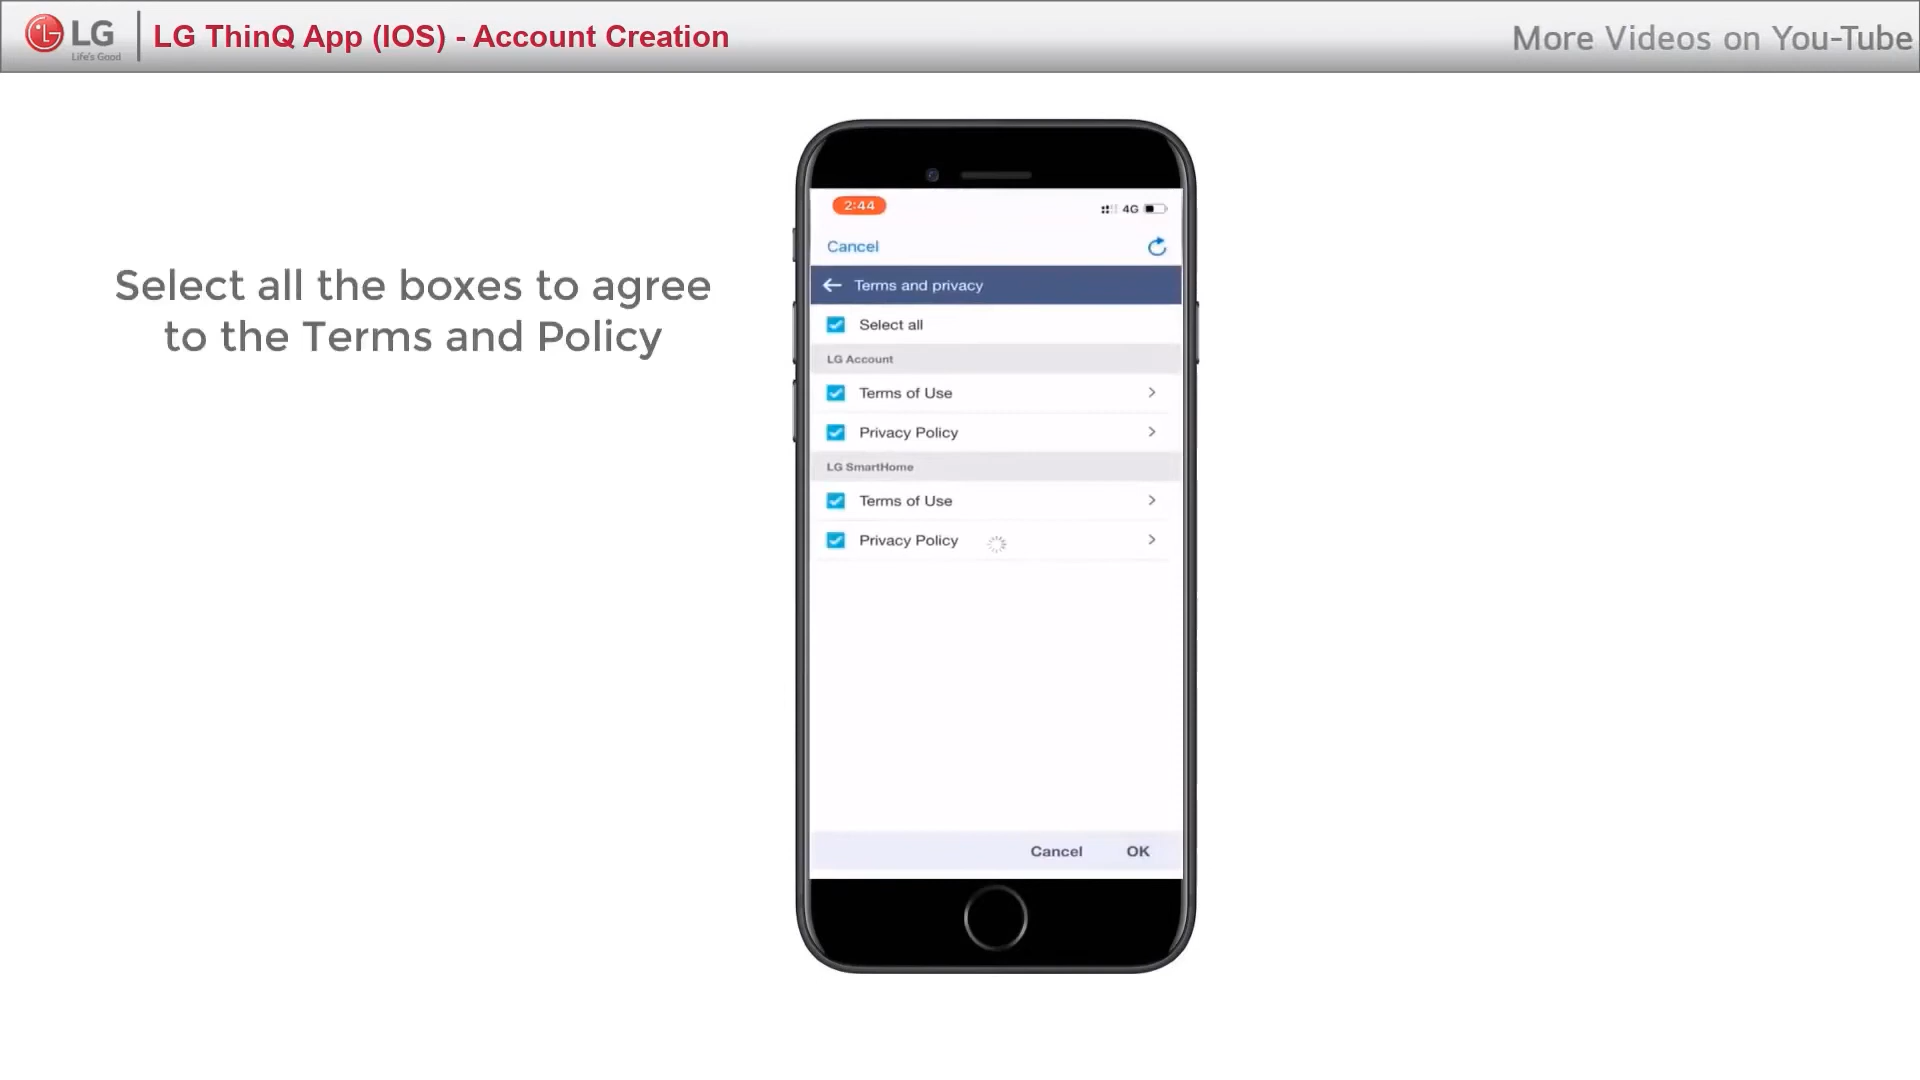 LG
Life's Good
LG ThinQ App (IOS) - Account Creation
More Videos on You-Tube
Select all the boxes to agree
to the Terms and Policy
2:44
4G
Cancel
Terms and privacy
Select all
LG Account
Terms of Use
Privacy Policy
LG SmartHome
Terms of Use
Privacy Policy
Cancel OK